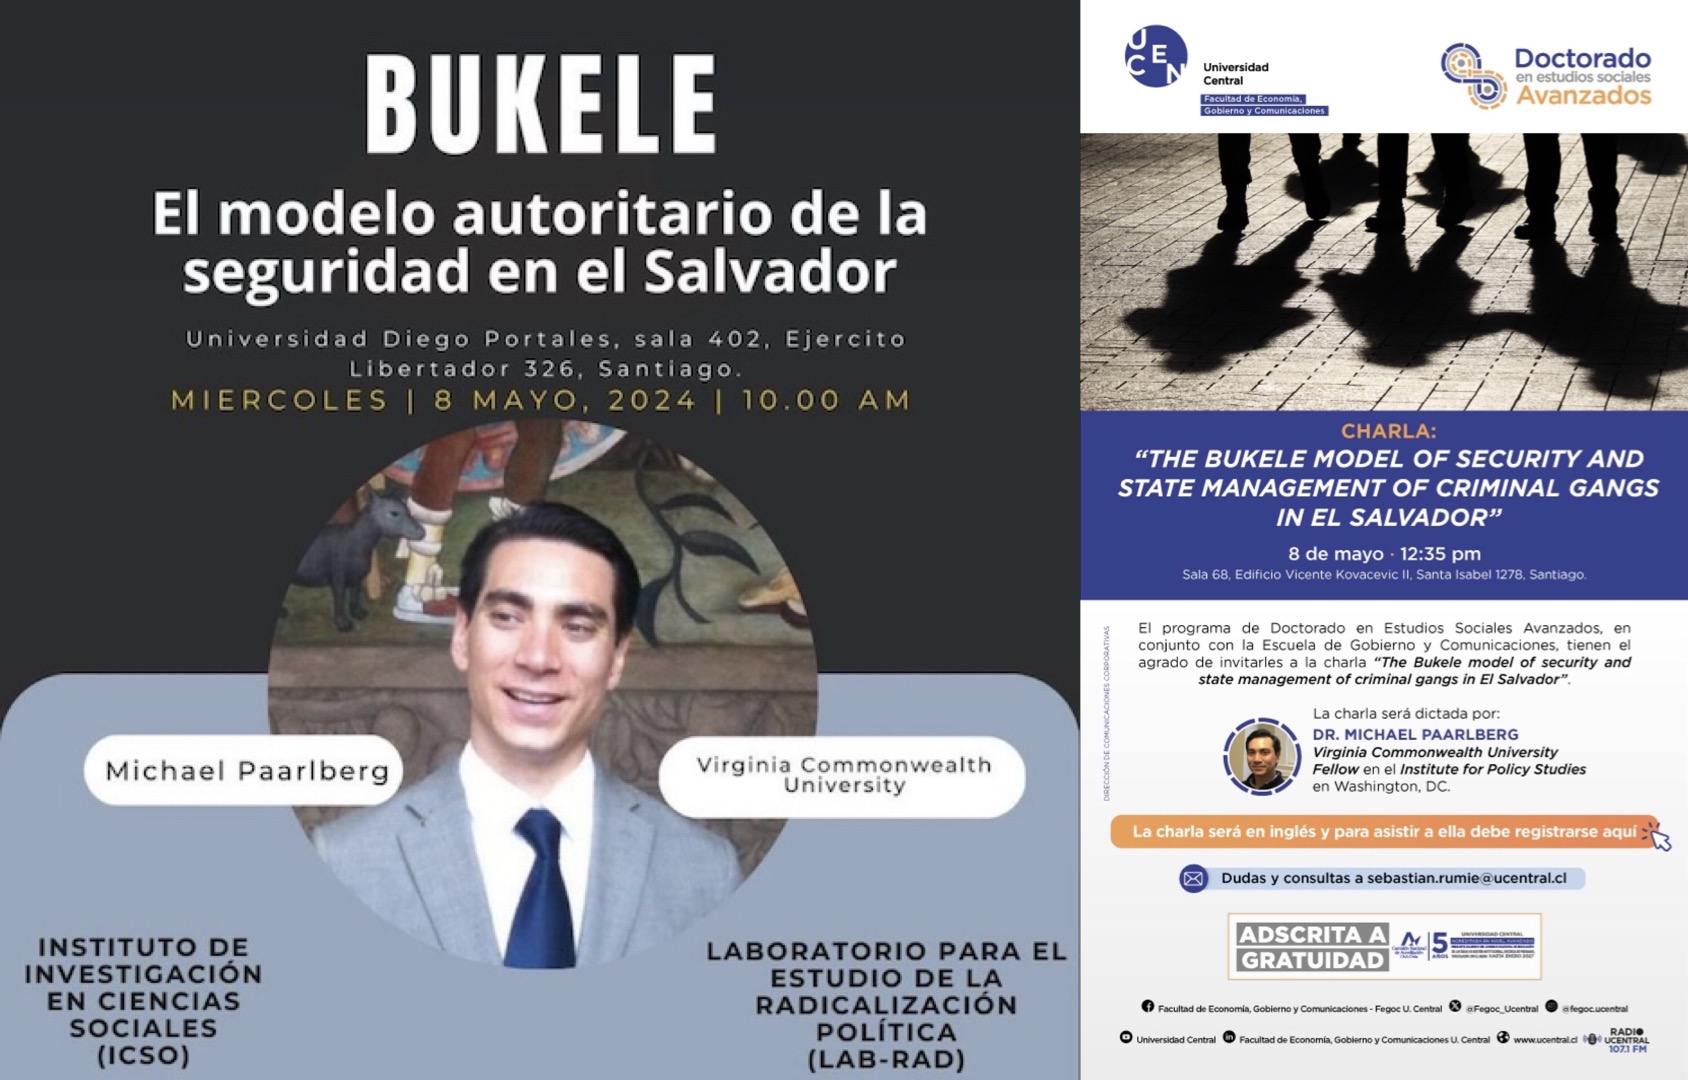 BUKELE
El modelo autoritario de la
seguridad en el Salvador
Universidad Diego Portales, sala 402, Ejercito
Libertador 326, Santiago.
MIERCOLES | 8 MAYO, 2024 | 10.00 AM
Michael Paarlberg
Virginia Commonwealth
University
INSTITUTO DE
INVESTIGACIÓN
EN CIENCIAS
SOCIALES
(ICSO)
LABORATORIO PARA EL
ESTUDIO DE LA
RADICALIZACIÓN
POLÍTICA
(LAB-RAD)
UCEN
Universidad
Central
Facultad de Economía,
Gobierno y Comunicaciones
Doctorado
en estudios sociales
Avanzados
CHARLA:
“THE BUKELE MODEL OF SECURITY AND
STATE MANAGEMENT OF CRIMINAL GANGS
IN EL SALVADOR”
8 de mayo · 12:35 pm
Sala 68, Edificio Vicente Kovacevic II, Santa Isabel 1278, Santiago.
DIRECCIÓN DE COMUNICACIONES CORPORATIVAS
El programa de Doctorado en Estudios Sociales Avanzados, en
conjunto con la Escuela de Gobierno y Comunicaciones, tienen el
agrado de invitarles a la charla “The Bukele model of security and
state management of criminal gangs in El Salvador”.
La charla será dictada por:
DR. MICHAEL PAARLBERG
Virginia Commonwealth University
Fellow en el Institute for Policy Studies
en Washington, DC.
La charla será en inglés y para asistir a ella debe registrarse aquí
Dudas y consultas a sebastian.rumie@ucentral.cl
ADSCRITA A
GRATUIDAD
5
AÑOS
UNIVERSIDAD CENTRAL
Facultad de Economía, Gobierno y Comunicaciones - Fegoc U. Central @Fegoc_Ucentral @fegoc.ucentral
Universidad Central Facultad de Economía, Gobierno y Comunicaciones U. Central www.ucentral.cl
RADIO
UCENTRAL
107.1 FM